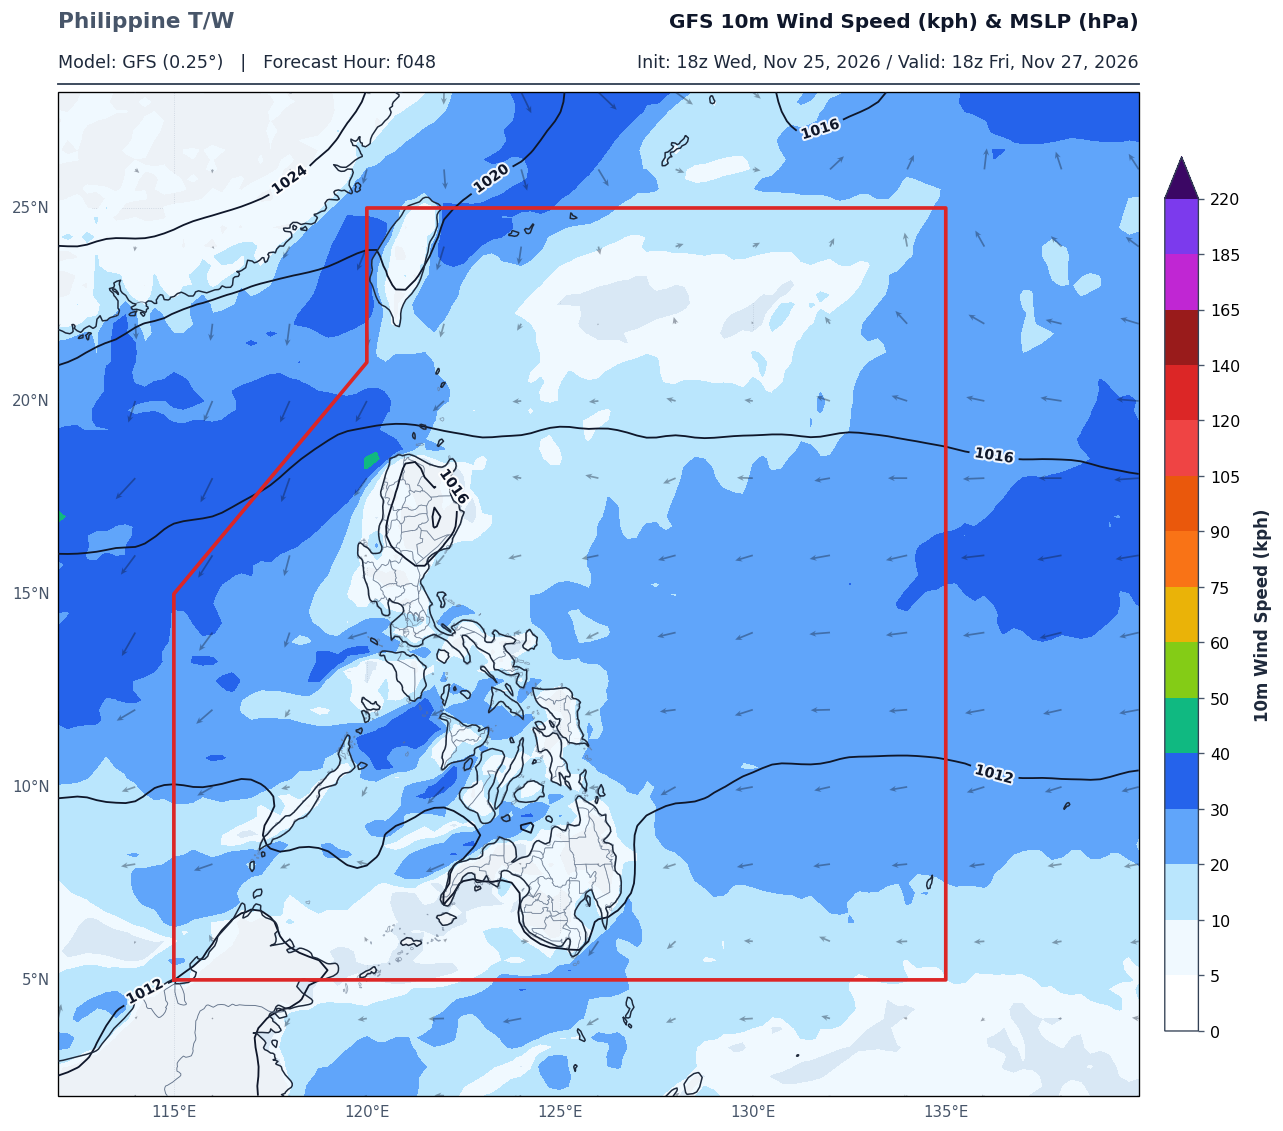 Philippine T/W
GFS 10m Wind Speed (kph) & MSLP (hPa)
Model: GFS (0.25°) | Forecast Hour: f048
Init: 18z Wed, Nov 25, 2026 / Valid: 18z Fri, Nov 27, 2026
1024
1020
1016
1016
1016
1012
1012
25°N
20°N
15°N
10°N
5°N
115°E
120°E
125°E
130°E
135°E
220
185
165
140
120
105
90
75
60
50
40
30
20
10
5
0
10m Wind Speed (kph)